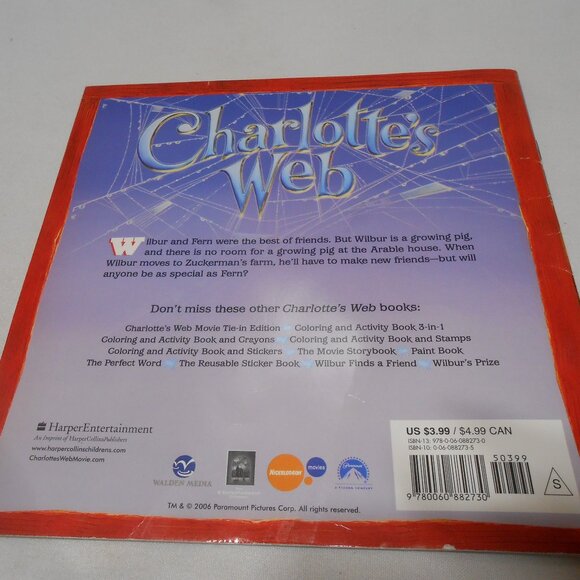 Charlotte's
Web
Wilbur and Fern were the best of friends. But Wilbur is a growing pig,
and there is no room for a growing pig at the Arable house. When
Wilbur moves to Zuckerman's farm, he'll have to make new friends—but will
anyone be as special as Fern?
Don't miss these other Charlotte's Web books:
Charlotte's Web Movie Tie-in Edition Coloring and Activity Book 3-in-1
Coloring and Activity Book and Crayons Coloring and Activity Book and Stamps
Coloring and Activity Book and Stickers The Movie Storybook Paint Book
The Perfect Word The Reusable Sticker Book Wilbur Finds a Friend Wilbur's Prize
HarperEntertainment
An Imprint of HarperCollinsPublishers
www.harpercollinschildrens.com
CharlottesWebMovie.com
WALDEN MEDIA
NICKELODEON movies
Paramount
A VIACOM COMPANY
TM & © 2006 Paramount Pictures Corp. All rights reserved.
US $3.99 / $4.99 CAN
ISBN-13: 978-0-06-088273-0
ISBN-10: 0-06-088273-5
50399
9 780060 882730
S